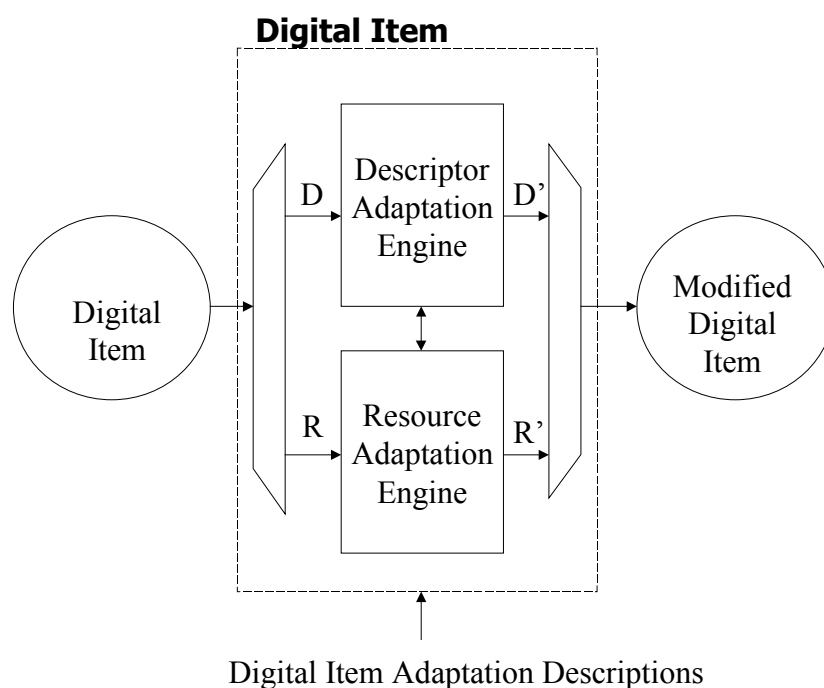 Digital Item
Descriptor
Adaptation
Engine
D
D’
Digital
Item
Modified
Digital
Item
Resource
Adaptation
Engine
R
R’
Digital Item Adaptation Descriptions